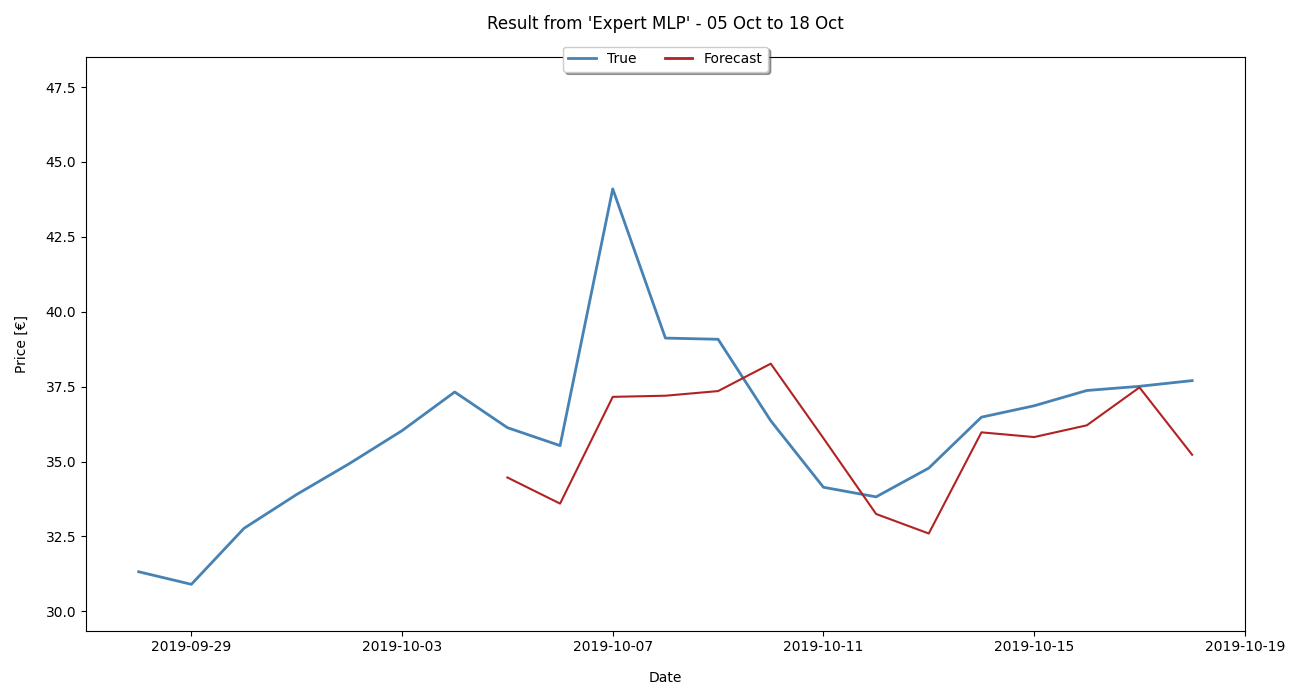 Result from 'Expert MLP' - 05 Oct to 18 Oct
True Forecast
47.5
45.0
42.5
40.0
37.5
35.0
32.5
30.0
Price [€]
2019-09-29 2019-10-03 2019-10-07 2019-10-11 2019-10-15 2019-10-19
Date